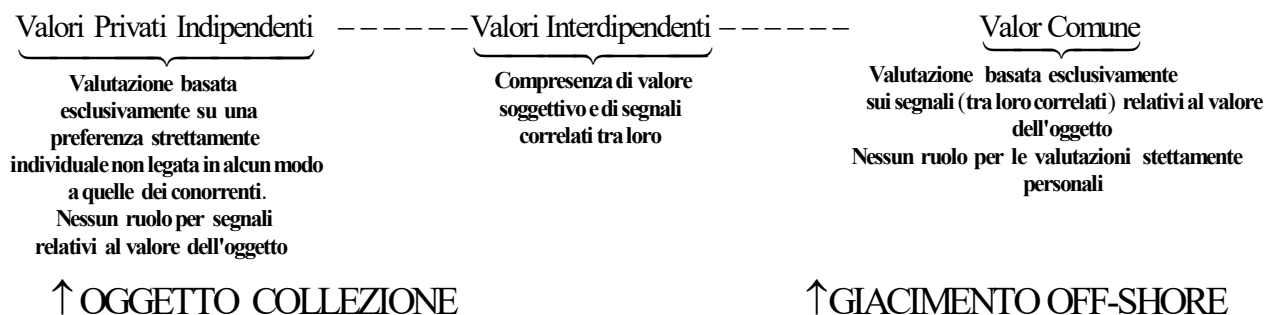 Valori Privati Indipendenti ------ Valori Interdipendenti ------ Valor Comune
Valutazione basata
esclusivamente su una
preferenza strettamente
individuale non legata in alcun modo
a quelle dei conorrenti.
Nessun ruolo per segnali
relativi al valore dell'oggetto
Compresenza di valore
soggettivo e di segnali
correlati tra loro
Valutazione basata esclusivamente
sui segnali (tra loro correlati) relativi al valore
dell'oggetto
Nessun ruolo per le valutazioni stettamente
personali
↑ OGGETTO COLLEZIONE
↑ GIACIMENTO OFF-SHORE